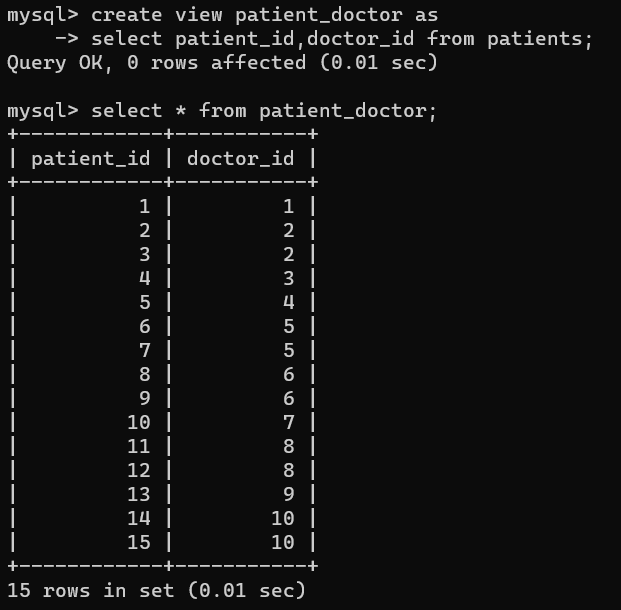 mysql> create view patient_doctor as
    -> select patient_id,doctor_id from patients;
Query OK, 0 rows affected (0.01 sec)

mysql> select * from patient_doctor;
+------------+-----------+
| patient_id | doctor_id |
+------------+-----------+
|          1 |         1 |
|          2 |         2 |
|          3 |         2 |
|          4 |         3 |
|          5 |         4 |
|          6 |         5 |
|          7 |         5 |
|          8 |         6 |
|          9 |         6 |
|         10 |         7 |
|         11 |         8 |
|         12 |         8 |
|         13 |         9 |
|         14 |        10 |
|         15 |        10 |
+------------+-----------+
15 rows in set (0.01 sec)